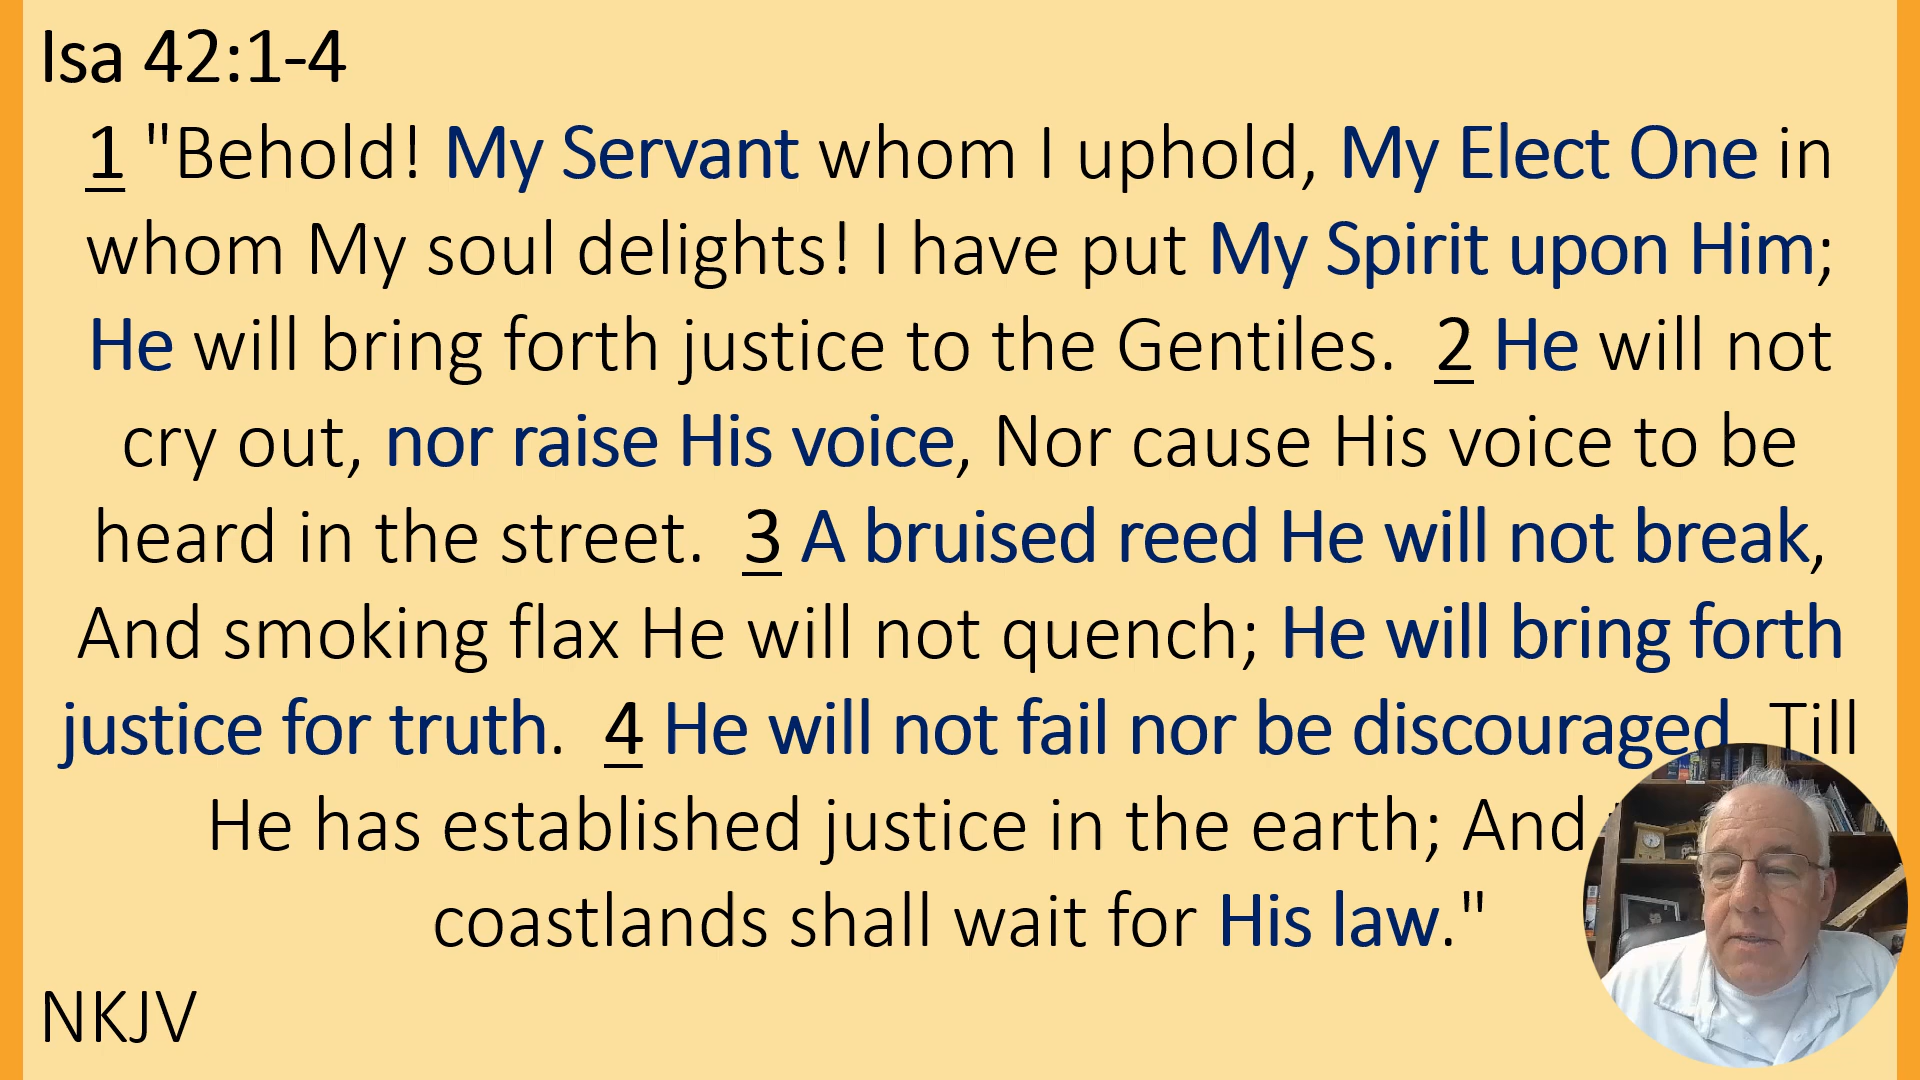 Isa 42:1-4
1 "Behold! My Servant whom I uphold, My Elect One in
whom My soul delights! I have put My Spirit upon Him;
He will bring forth justice to the Gentiles. 2 He will not
cry out, nor raise His voice, Nor cause His voice to be
heard in the street. 3 A bruised reed He will not break,
And smoking flax He will not quench; He will bring forth
justice for truth. 4 He will not fail nor be discouraged Till
He has established justice in the earth; And
coastlands shall wait for His law."
NKJV